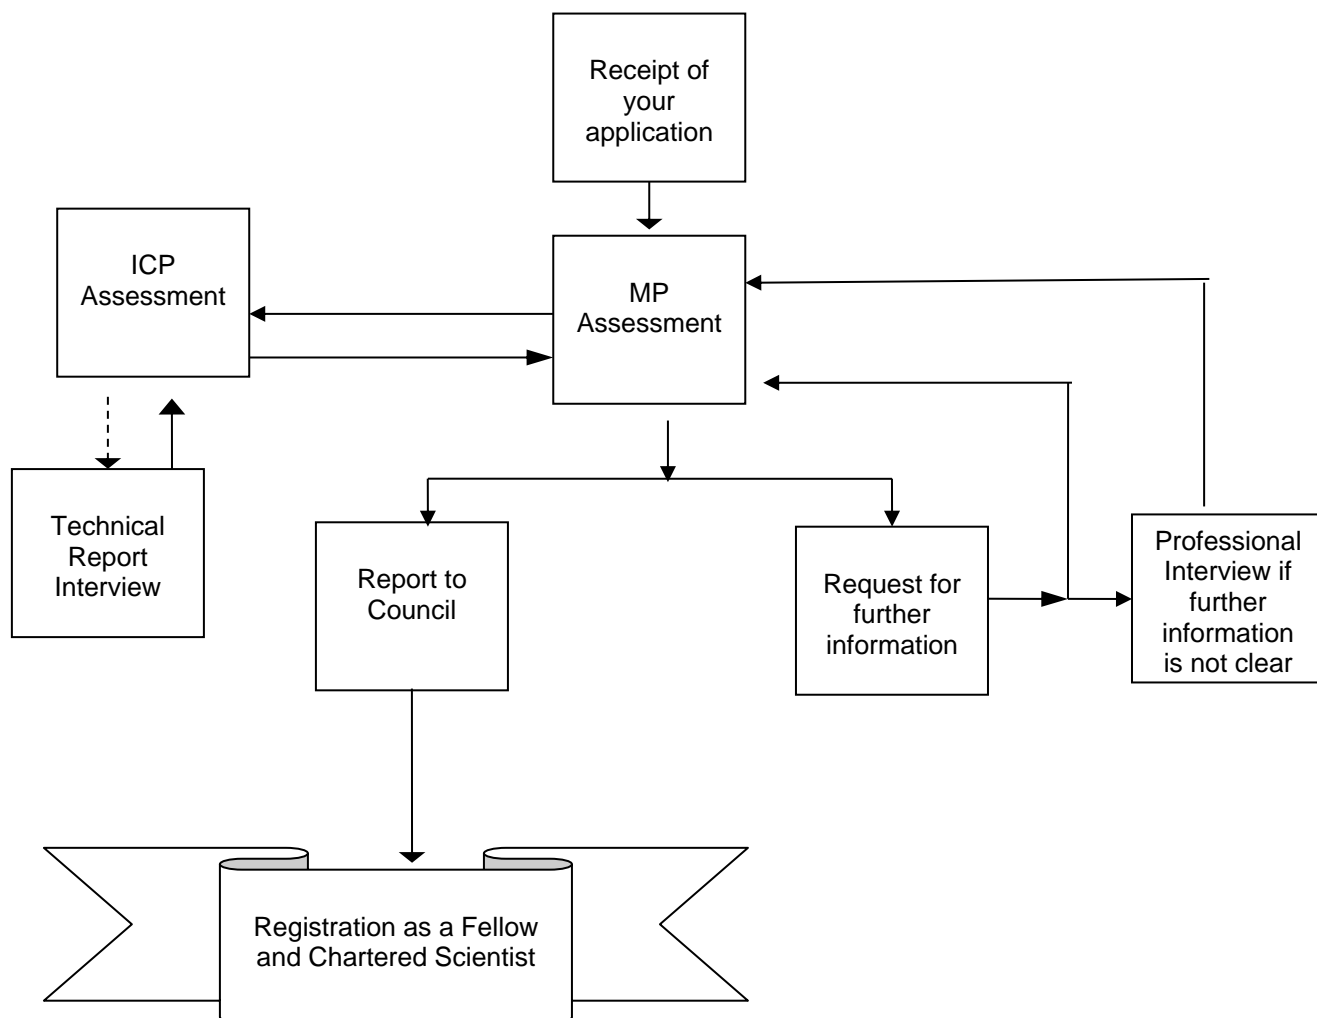 Receipt of
your
application
ICP
Assessment
MP
Assessment
Technical
Report
Interview
Report to
Council
Request for
further
information
Professional
Interview if
further
information
is not clear
Registration as a Fellow
and Chartered Scientist